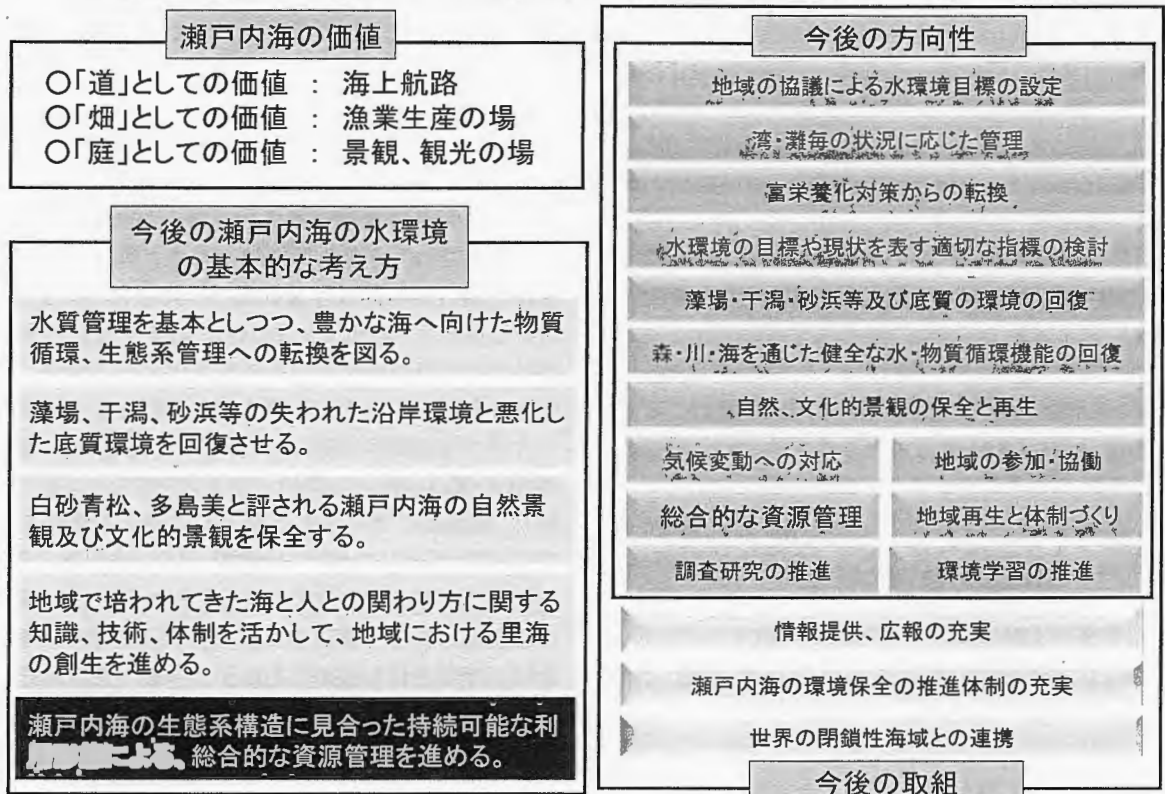 瀬戸内海の価値
○「道」としての価値 : 海上航路
○「畑」としての価値 : 漁業生産の場
○「庭」としての価値 : 景観、観光の場
今後の瀬戸内海の水環境
の基本的な考え方
水質管理を基本としつつ、豊かな海へ向けた物質
循環、生態系管理への転換を図る。
藻場、干潟、砂浜等の失われた沿岸環境と悪化し
た底質環境を回復させる。
白砂青松、多島美と評される瀬戸内海の自然景
観及び文化的景観を保全する。
地域で培われてきた海と人との関わり方に関する
知識、技術、体制を活かして、地域における里海
の創生を進める。
瀬戸内海の生態系構造に見合った持続可能な利
による、総合的な資源管理を進める。
今後の方向性
地域の協議による水環境目標の設定
湾・灘毎の状況に応じた管理
富栄養化対策からの転換
水環境の目標や現状を表す適切な指標の検討
藻場・干潟・砂浜等及び底質の環境の回復
森・川・海を通じた健全な水・物質循環機能の回復
自然、文化的景観の保全と再生
気候変動への対応
地域の参加・協働
総合的な資源管理
地域再生と体制づくり
調査研究の推進
環境学習の推進
情報提供、広報の充実
瀬戸内海の環境保全の推進体制の充実
世界の閉鎖性海域との連携
今後の取組